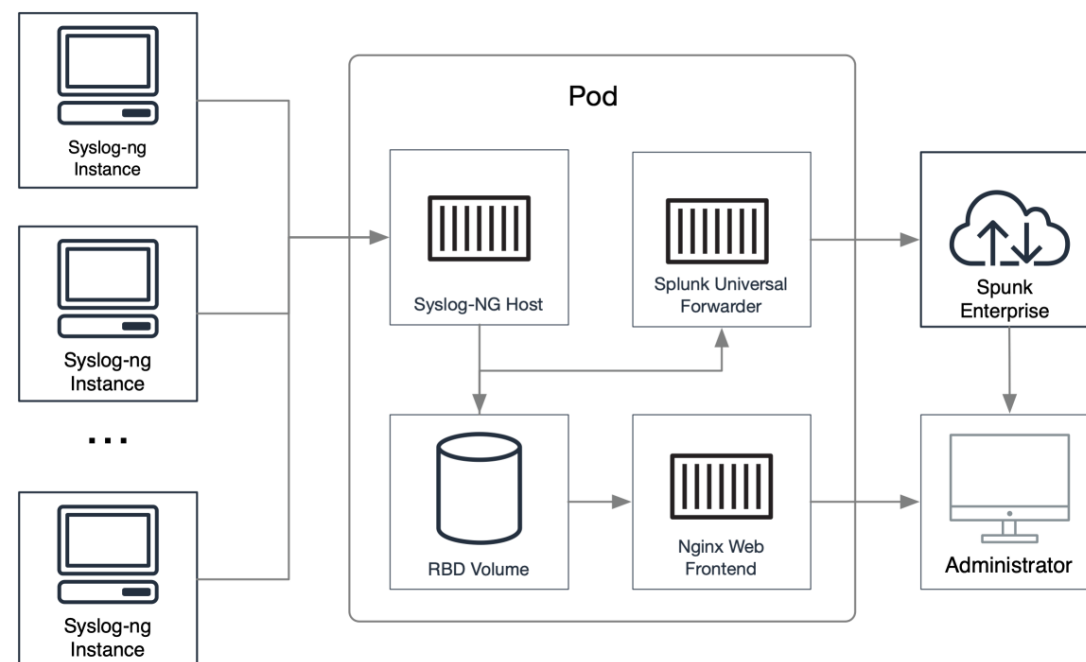 Syslog-ng
Instance
Syslog-ng
Instance
...
Syslog-ng
Instance
Pod
Syslog-NG Host
Splunk Universal
Forwarder
RBD Volume
Nginx Web
Frontend
Spunk
Enterprise
Administrator